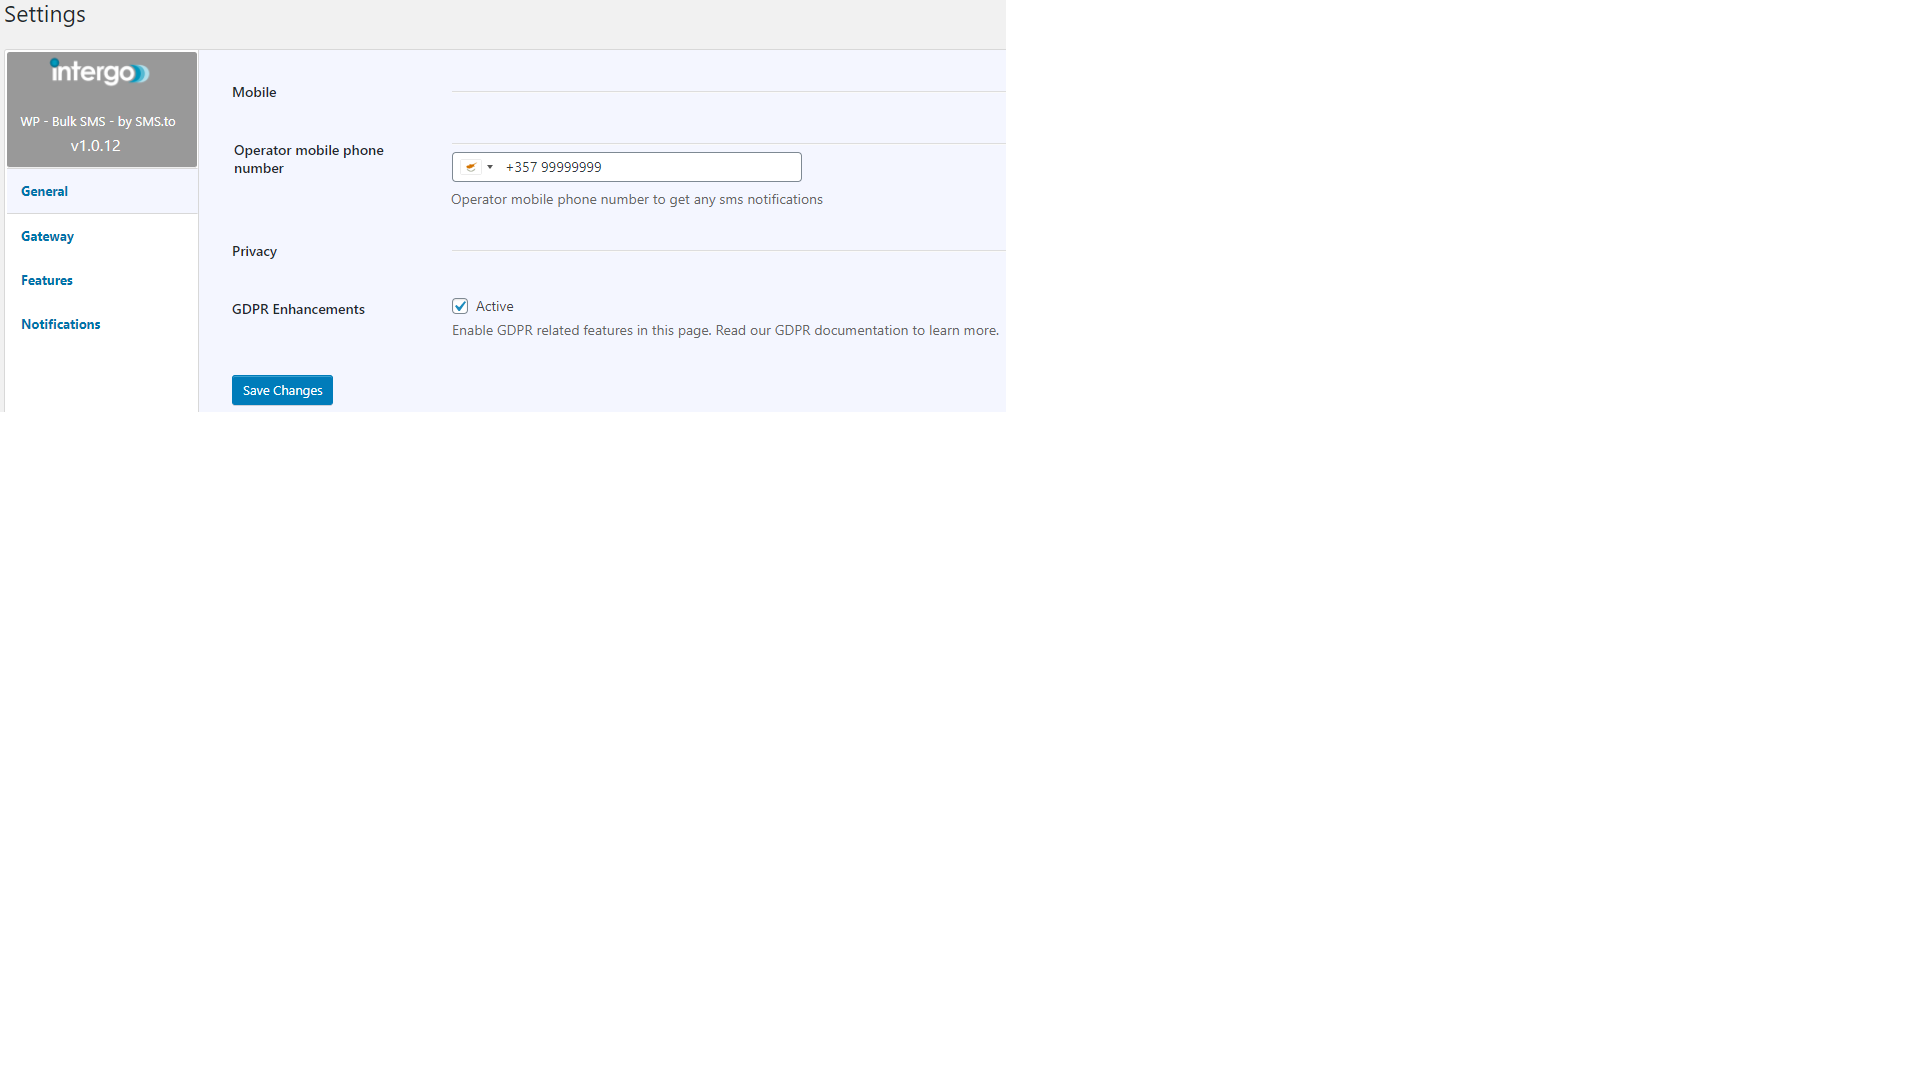 Settings
intergo
WP - Bulk SMS - by SMS.to
v1.0.12
General
Gateway
Features
Notifications
Mobile
Operator mobile phone
number
+357 99999999
Operator mobile phone number to get any sms notifications
Privacy
GDPR Enhancements
Active
Enable GDPR related features in this page. Read our GDPR documentation to learn more.
Save Changes